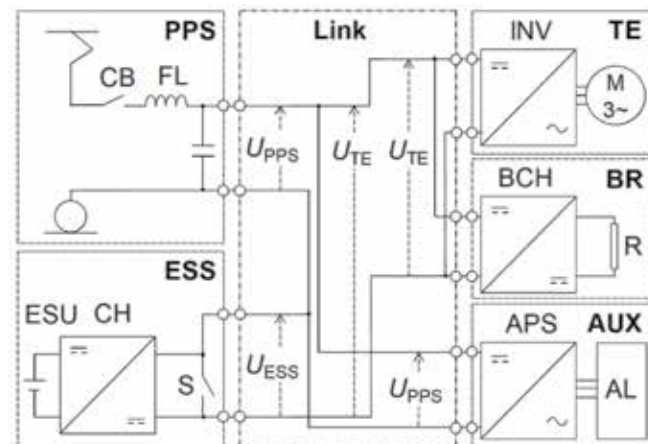 PPS
CB FL
Link
U_PPS
U_TE
U_TE
INV TE
M
3~
BCH BR
R
ESS
ESU CH
S
U_ESS
U_PPS
APS AUX
AL